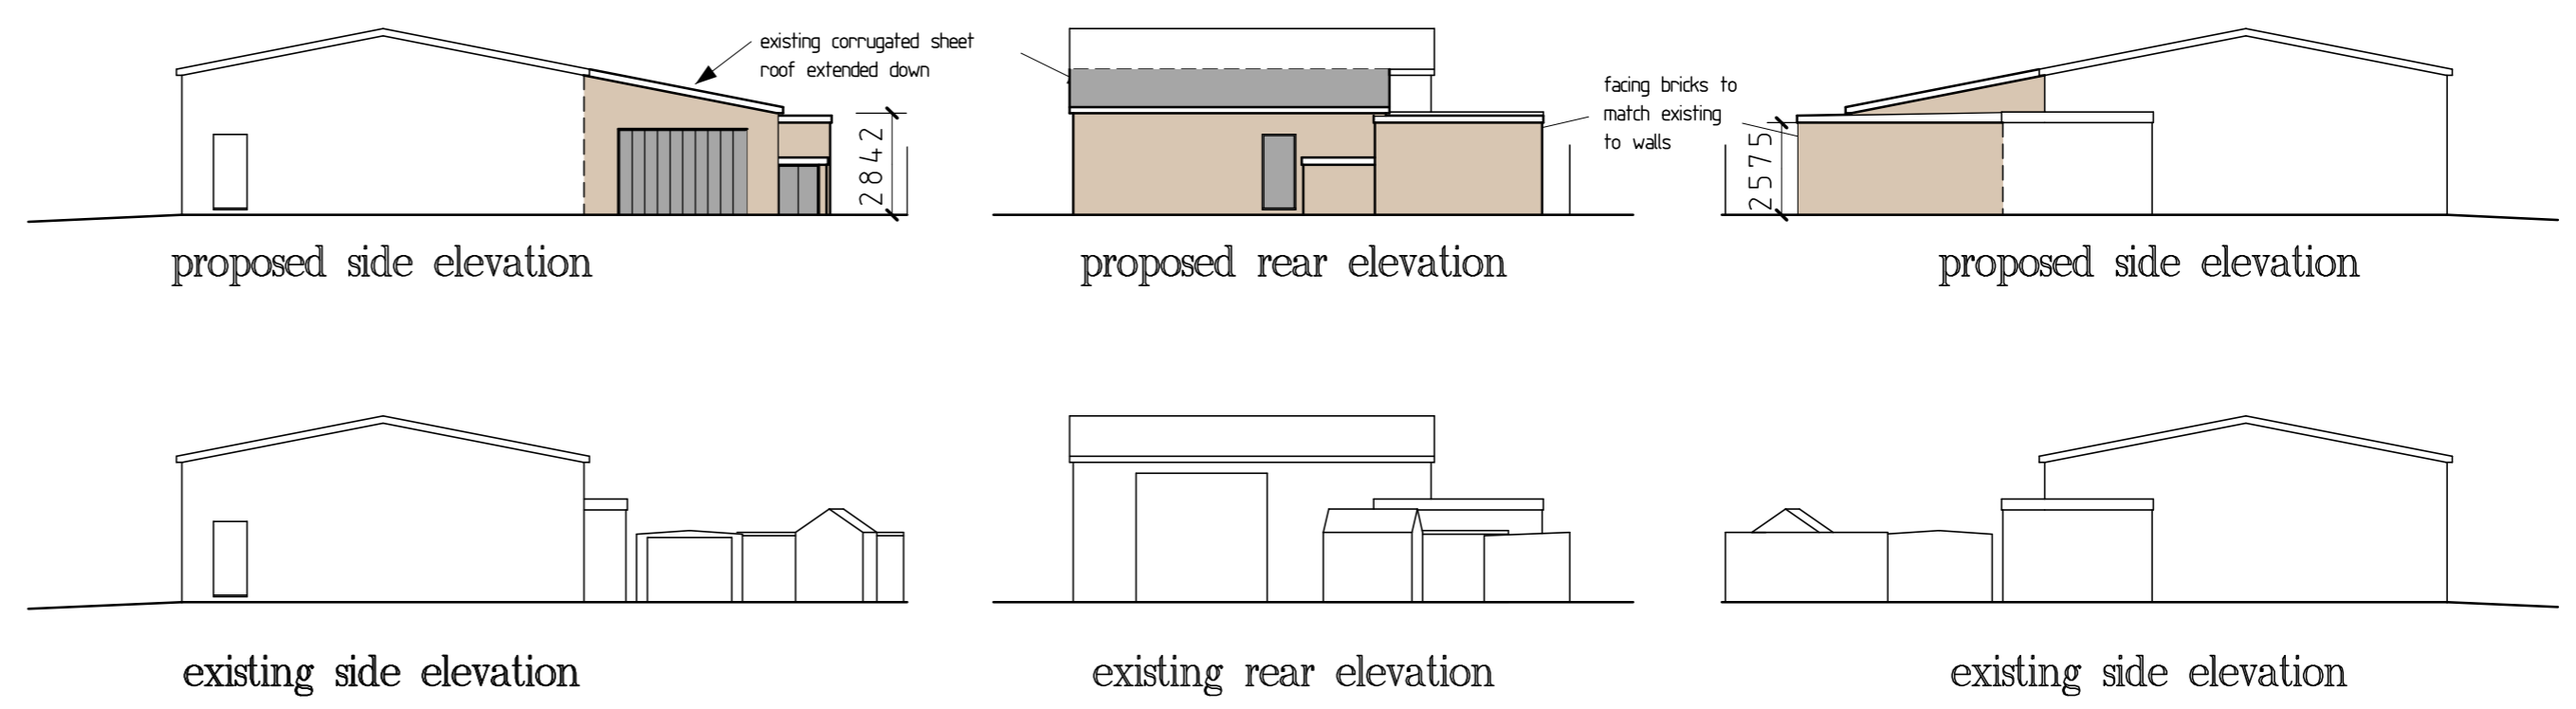 existing corrugated sheet
roof extended down
2842
facing bricks to
match existing
to walls
2575
proposed side elevation
proposed rear elevation
proposed side elevation
existing side elevation
existing rear elevation
existing side elevation